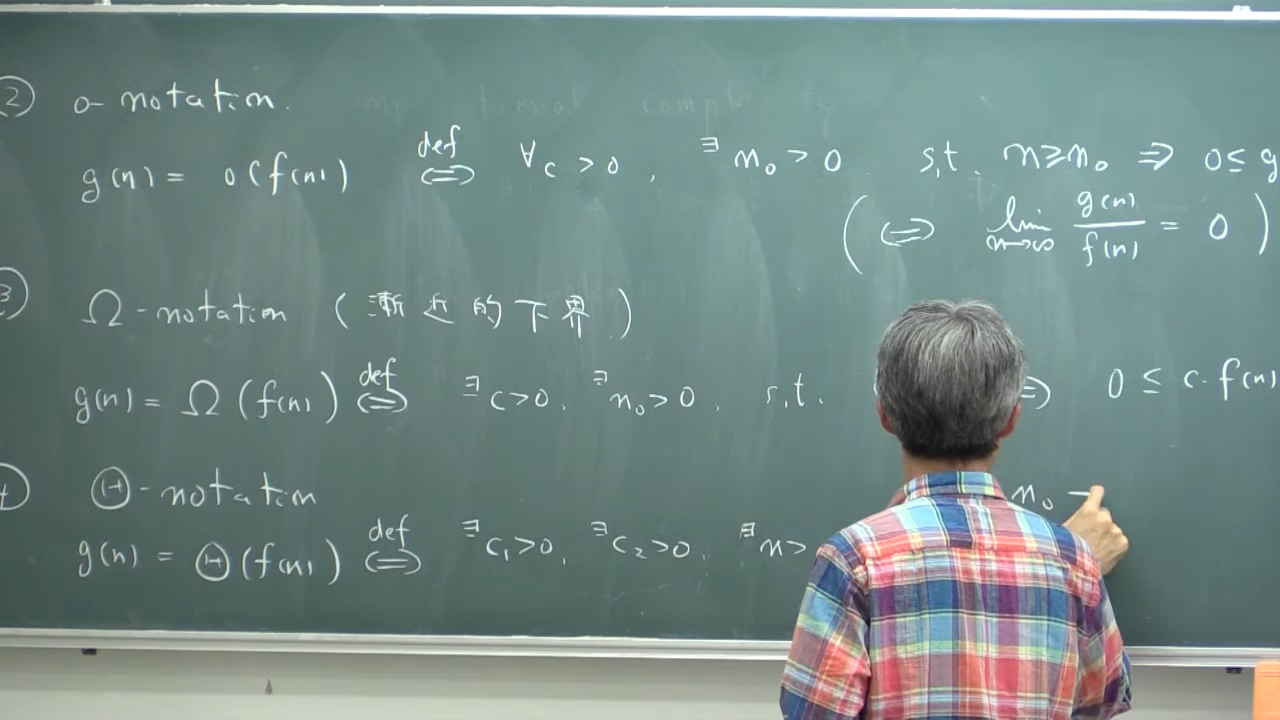 ② o-notation.
g(n) = o(f(n)) def ⇔ ∀c > 0, ∃n₀ > 0 s.t. n ≥ n₀ ⇒ 0 ≤ g
( ⇔ lim n→∞ g(n)/f(n) = 0 )
③ Ω-notation (漸近的下界)
g(n) = Ω(f(n)) def ⇔ ∃c>0, ∃n₀>0, s.t. ⇒ 0 ≤ c·f(n)
④ Θ-notation
g(n) = Θ(f(n)) def ⇔ ∃c₁>0, ∃c₂>0, ∃n> n₀